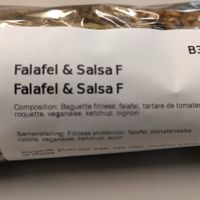 B3
Falafel & Salsa F
Falafel & Salsa F
Composition: Baguette fitness, falafel, tartare de tomates
roquette, veganaise, ketchup, oignon
Samenstelling: Fitness stokbrood, falafel, tomatensalsa,
rucola, veganaise, ketchup, ajuin